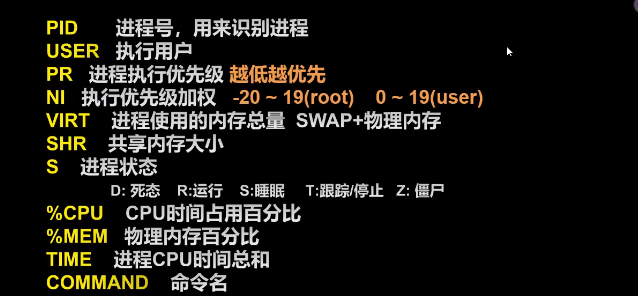 PID 进程号，用来识别进程
USER 执行用户
PR 进程执行优先级 越低越优先
NI 执行优先级加权 -20 ~ 19(root) 0 ~ 19(user)
VIRT 进程使用的内存总量 SWAP+物理内存
SHR 共享内存大小
S 进程状态
D: 死态 R:运行 S:睡眠 T:跟踪/停止 Z: 僵尸
%CPU CPU时间占用百分比
%MEM 物理内存百分比
TIME 进程CPU时间总和
COMMAND 命令名